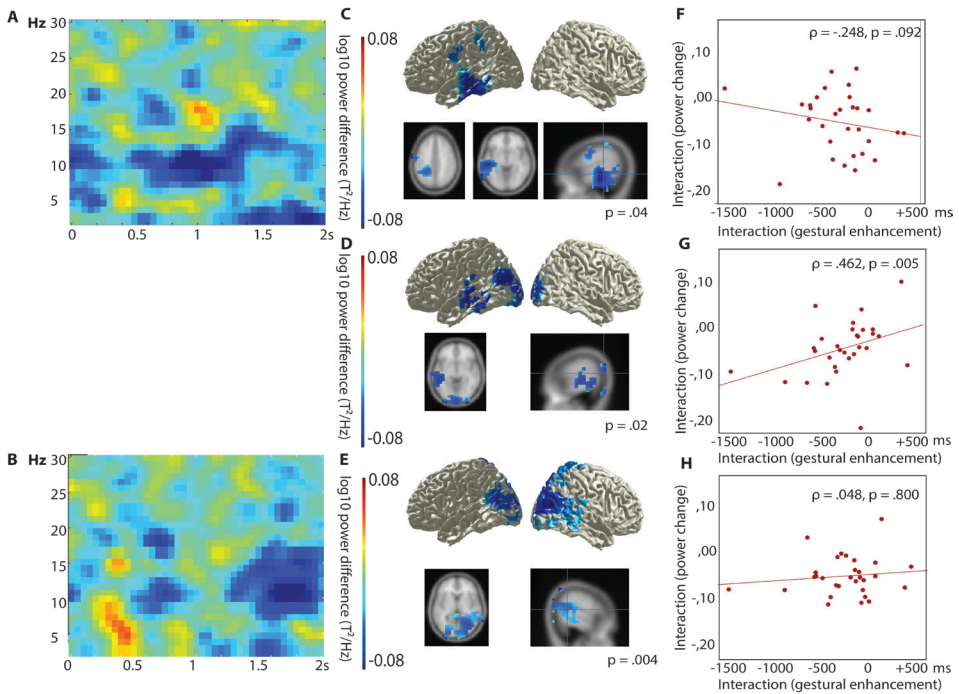 A
Hz
30
25
20
15
10
5
0
0.5
1
1.5
2s
log10 power difference (T²/Hz)
0.08
-0.08
C
p = .04
D
log10 power difference (T²/Hz)
0.08
-0.08
p = .02
B
Hz
30
25
20
15
10
5
0
0.5
1
1.5
2s
E
log10 power difference (T²/Hz)
0.08
-0.08
p = .004
F
ρ = -.248, p = .092
Interaction (power change)
,10
,00
-,10
-,20
-1500
-1000
-500
0
+500
ms
Interaction (gestural enhancement)
G
ρ = .462, p = .005
Interaction (power change)
,10
,00
-,10
-,20
-1500
-1000
-500
0
+500
ms
Interaction (gestural enhancement)
H
ρ = .048, p = .800
Interaction (power change)
,10
,00
-,10
-,20
-1500
-1000
-500
0
+500
ms
Interaction (gestural enhancement)